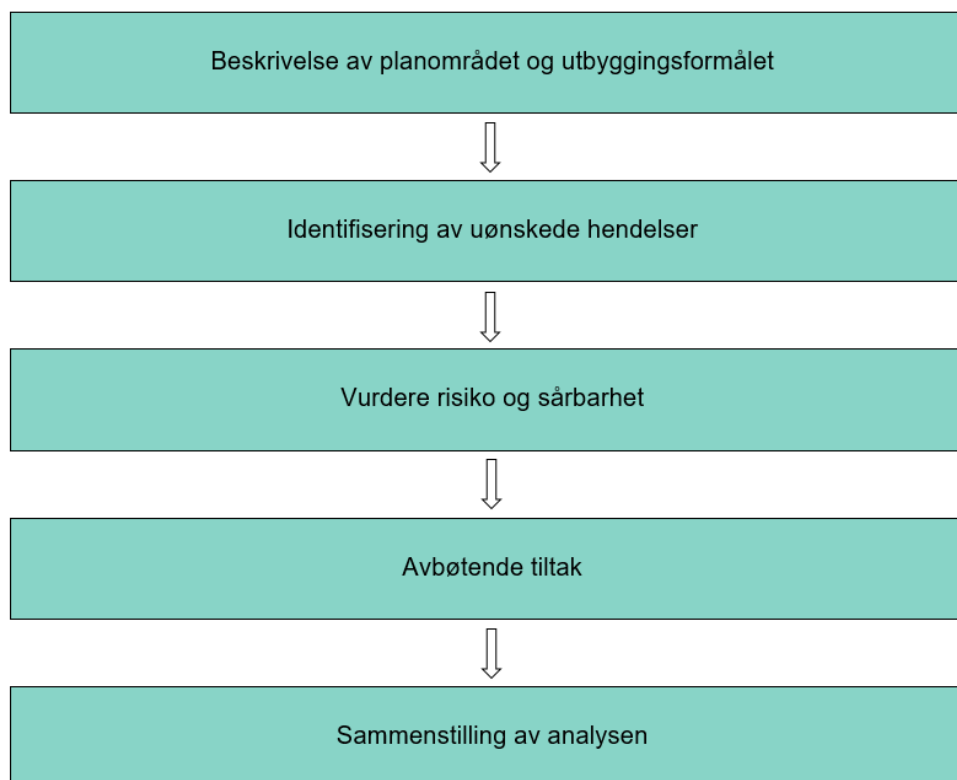 Beskrivelse av planområdet og utbyggingsformålet
Identifisering av uønskede hendelser
Vurdere risiko og sårbarhet
Avbøtende tiltak
Sammenstilling av analysen